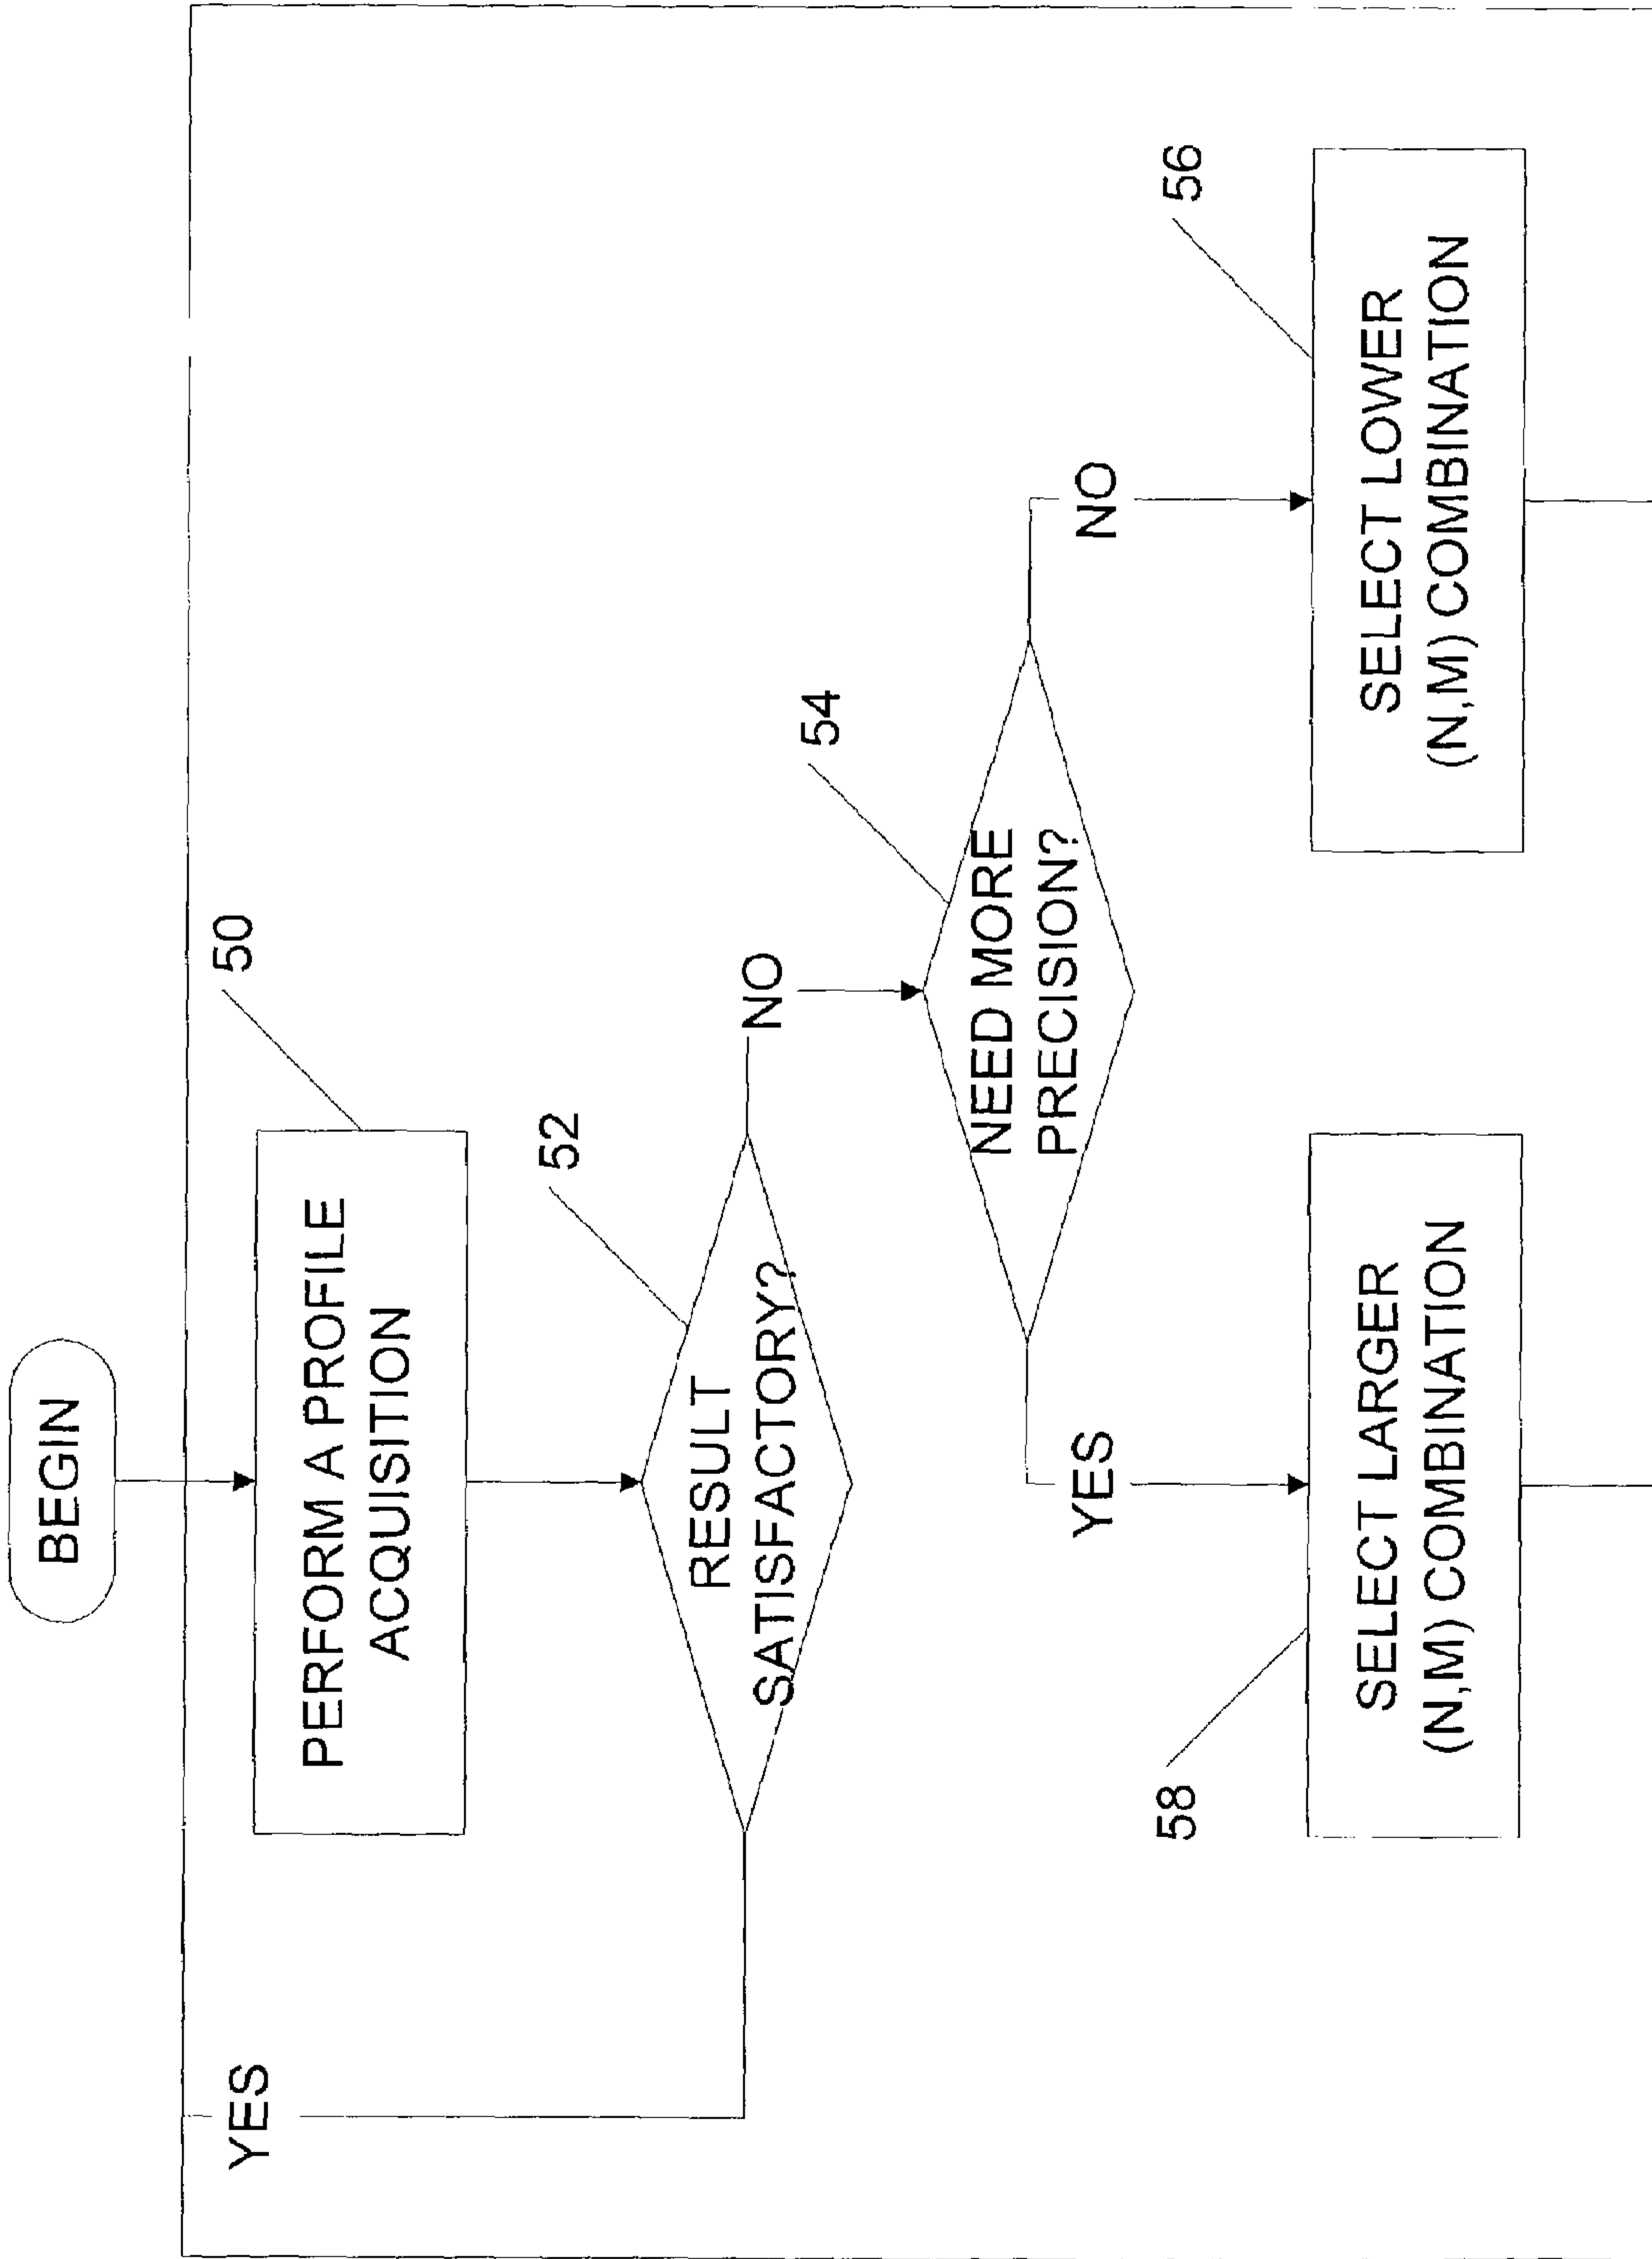 BEGIN
50
PERFORM A PROFILE
ACQUISITION
YES
52
RESULT
SATISFACTORY?
NO
54
NEED MORE
PRECISION?
YES
NO
58
SELECT LARGER
(N,M) COMBINATION
56
SELECT LOWER
(N,M) COMBINATION